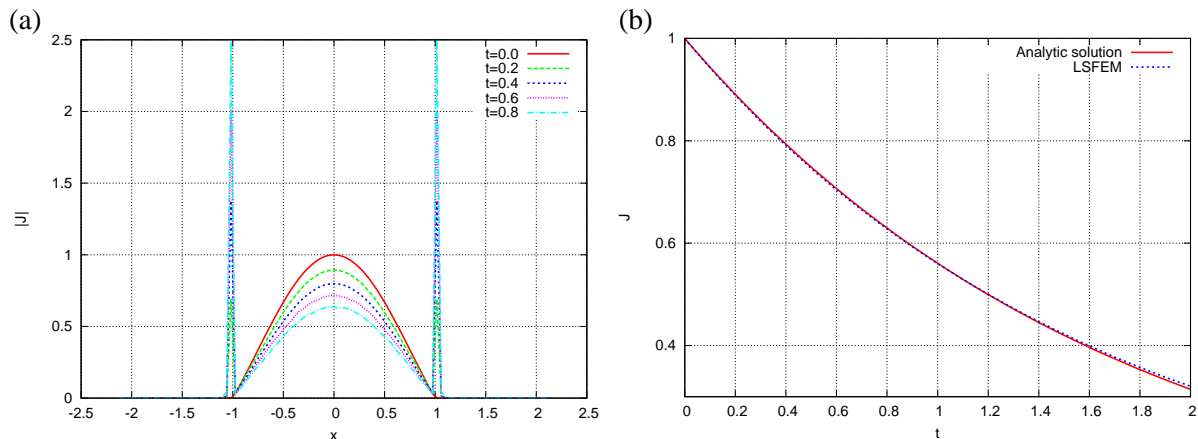 (a)
2.5
2
1.5
1
0.5
0
-2.5
-2
-1.5
-1
-0.5
0
0.5
1
1.5
2
2.5
|J|
x
t=0.0
t=0.2
t=0.4
t=0.6
t=0.8
(b)
1
0.8
0.6
0.4
0
0.2
0.4
0.6
0.8
1
1.2
1.4
1.6
1.8
2
J
t
Analytic solution
LSFEM